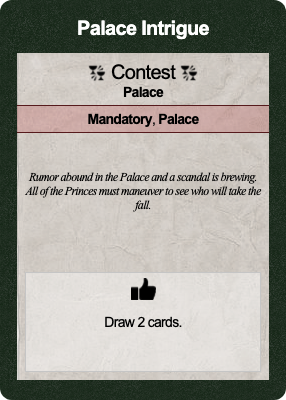 Palace Intrigue
Contest
Palace
Mandatory, Palace
Rumor abound in the Palace and a scandal is brewing.
All of the Princes must maneuver to see who will take the
fall.
Draw 2 cards.